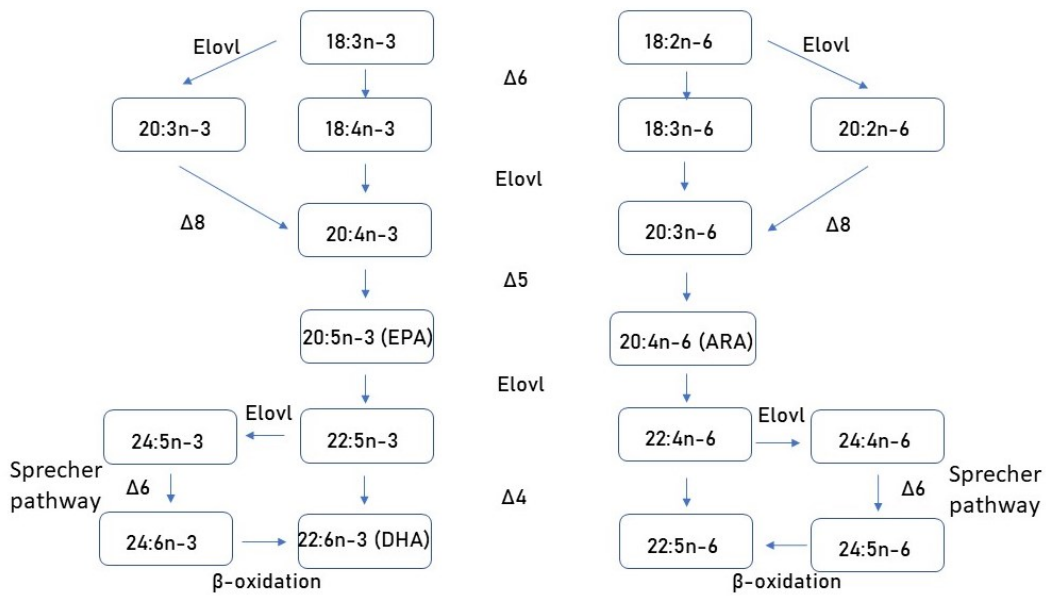 18:3n-3
18:2n-6
Elovl
Elovl
Δ6
20:3n-3
18:4n-3
18:3n-6
20:2n-6
Elovl
Δ8
20:4n-3
20:3n-6
Δ8
Δ5
20:5n-3 (EPA)
20:4n-6 (ARA)
Elovl
24:5n-3
Elovl
22:5n-3
22:4n-6
Elovl
24:4n-6
Sprecher
pathway
Δ6
Δ4
Δ6
Sprecher
pathway
24:6n-3
22:6n-3 (DHA)
22:5n-6
24:5n-6
β-oxidation
β-oxidation